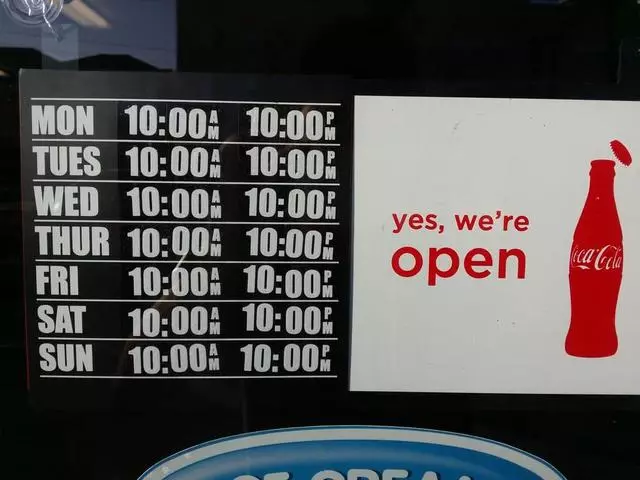 MON 10:00AM 10:00PM
TUES 10:00AM 10:00PM
WED 10:00AM 10:00PM
THUR 10:00AM 10:00PM
FRI 10:00AM 10:00PM
SAT 10:00AM 10:00PM
SUN 10:00AM 10:00PM
yes, we're
open
Coca-Cola